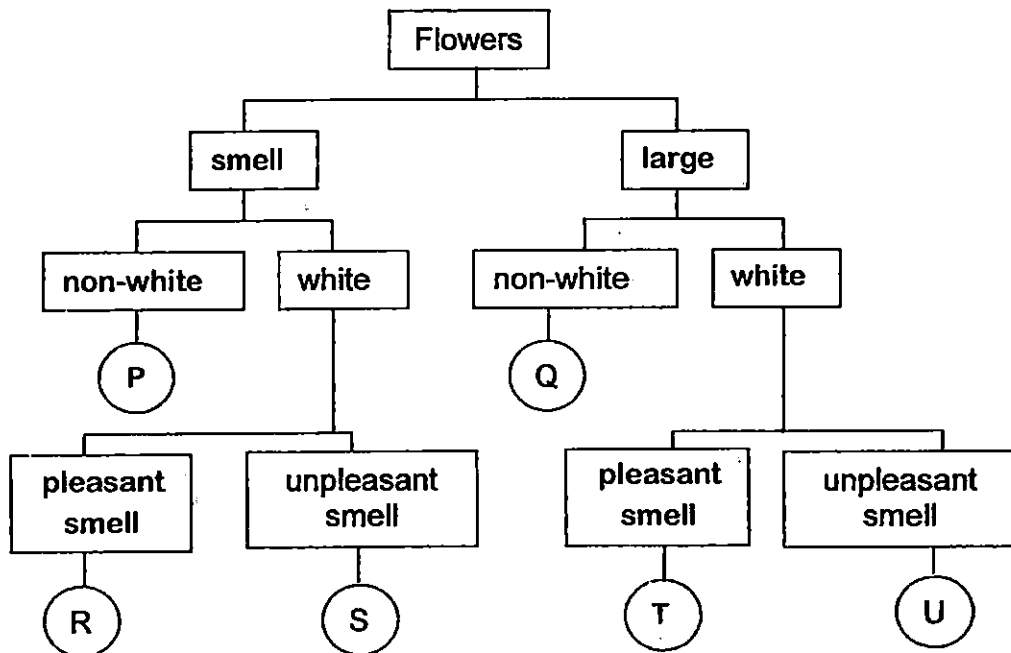 Flowers
smell
large
non-white
white
non-white
white
P
Q
pleasant
smell
unpleasant
smell
pleasant
smell
unpleasant
smell
R
S
T
U